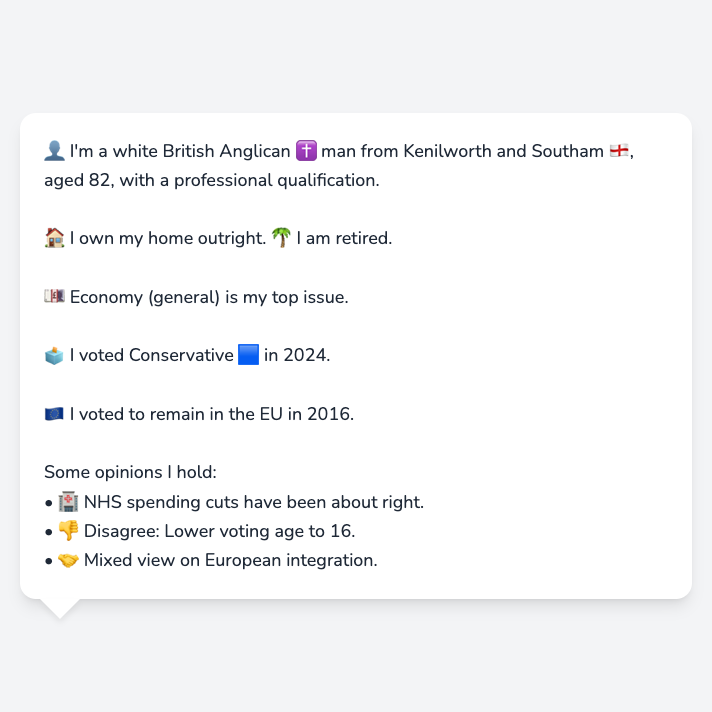 👤 I'm a white British Anglican ✝️ man from Kenilworth and Southam 🏴󠁧󠁢󠁥󠁮󠁧󠁿,
aged 82, with a professional qualification.
🏠 I own my home outright. 🌴 I am retired.
💷 Economy (general) is my top issue.
🗳️ I voted Conservative 🟦 in 2024.
🇪🇺 I voted to remain in the EU in 2016.
Some opinions I hold:
• 🏥 NHS spending cuts have been about right.
• 👎 Disagree: Lower voting age to 16.
• 🤝 Mixed view on European integration.